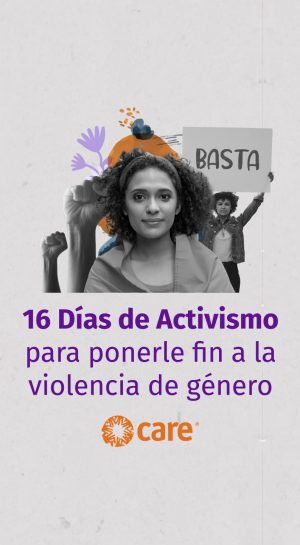 BASTA
16 Días de Activismo
para ponerle fin a la
violencia de género
care®